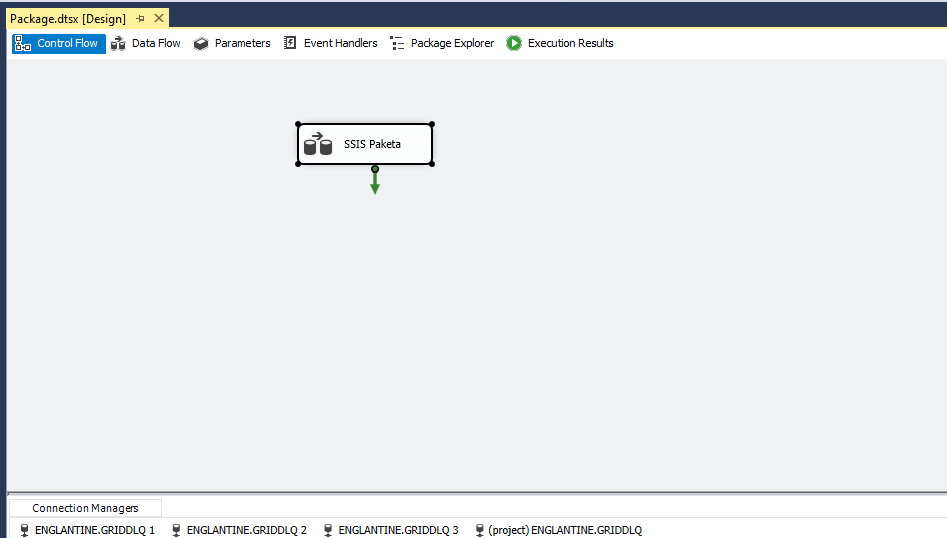 Package.dtsx [Design]
Control Flow Data Flow Parameters Event Handlers Package Explorer Execution Results
SSIS Paketa
Connection Managers
ENGLANTINE.GRIDDLQ 1 ENGLANTINE.GRIDDLQ 2 ENGLANTINE.GRIDDLQ 3 (project) ENGLANTINE.GRIDDLQ